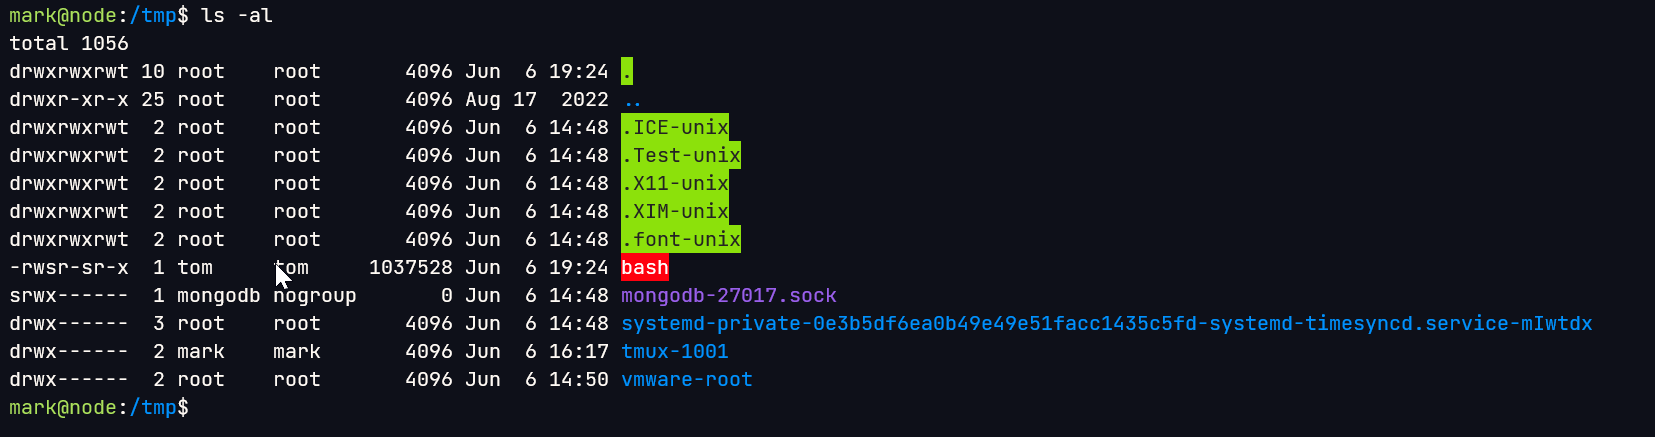 mark@node:/tmp$ ls -al
total 1056
drwxrwxrwt 10 root    root       4096 Jun  6 19:24 .
drwxr-xr-x 25 root    root       4096 Aug 17  2022 ..
drwxrwxrwt  2 root    root       4096 Jun  6 14:48 .ICE-unix
drwxrwxrwt  2 root    root       4096 Jun  6 14:48 .Test-unix
drwxrwxrwt  2 root    root       4096 Jun  6 14:48 .X11-unix
drwxrwxrwt  2 root    root       4096 Jun  6 14:48 .XIM-unix
drwxrwxrwt  2 root    root       4096 Jun  6 14:48 .font-unix
-rwsr-sr-x  1 tom     tom     1037528 Jun  6 19:24 bash
srwx------  1 mongodb nogroup       0 Jun  6 14:48 mongodb-27017.sock
drwx------  3 root    root       4096 Jun  6 14:48 systemd-private-0e3b5df6ea0b49e49e51facc1435c5fd-systemd-timesyncd.service-mIwtdx
drwx------  2 mark    mark       4096 Jun  6 16:17 tmux-1001
drwx------  2 root    root       4096 Jun  6 14:50 vmware-root
mark@node:/tmp$